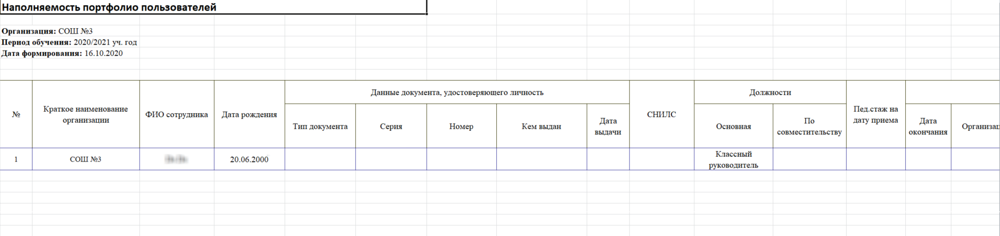 Наполняемость портфолио пользователей
Организация: СОШ №3
Период обучения: 2020/2021 уч. год
Дата формирования: 16.10.2020
№
Краткое наименование
организации
ФИО сотрудника
Дата рождения
Данные документа, удостоверяющего личность
Тип документа
Серия
Номер
Кем выдан
Дата
выдачи
СНИЛС
Должности
Основная
По
совместительству
Пед.стаж на
дату приема
Дата
окончания
Организац
1
СОШ №3
20.06.2000
Классный
руководитель